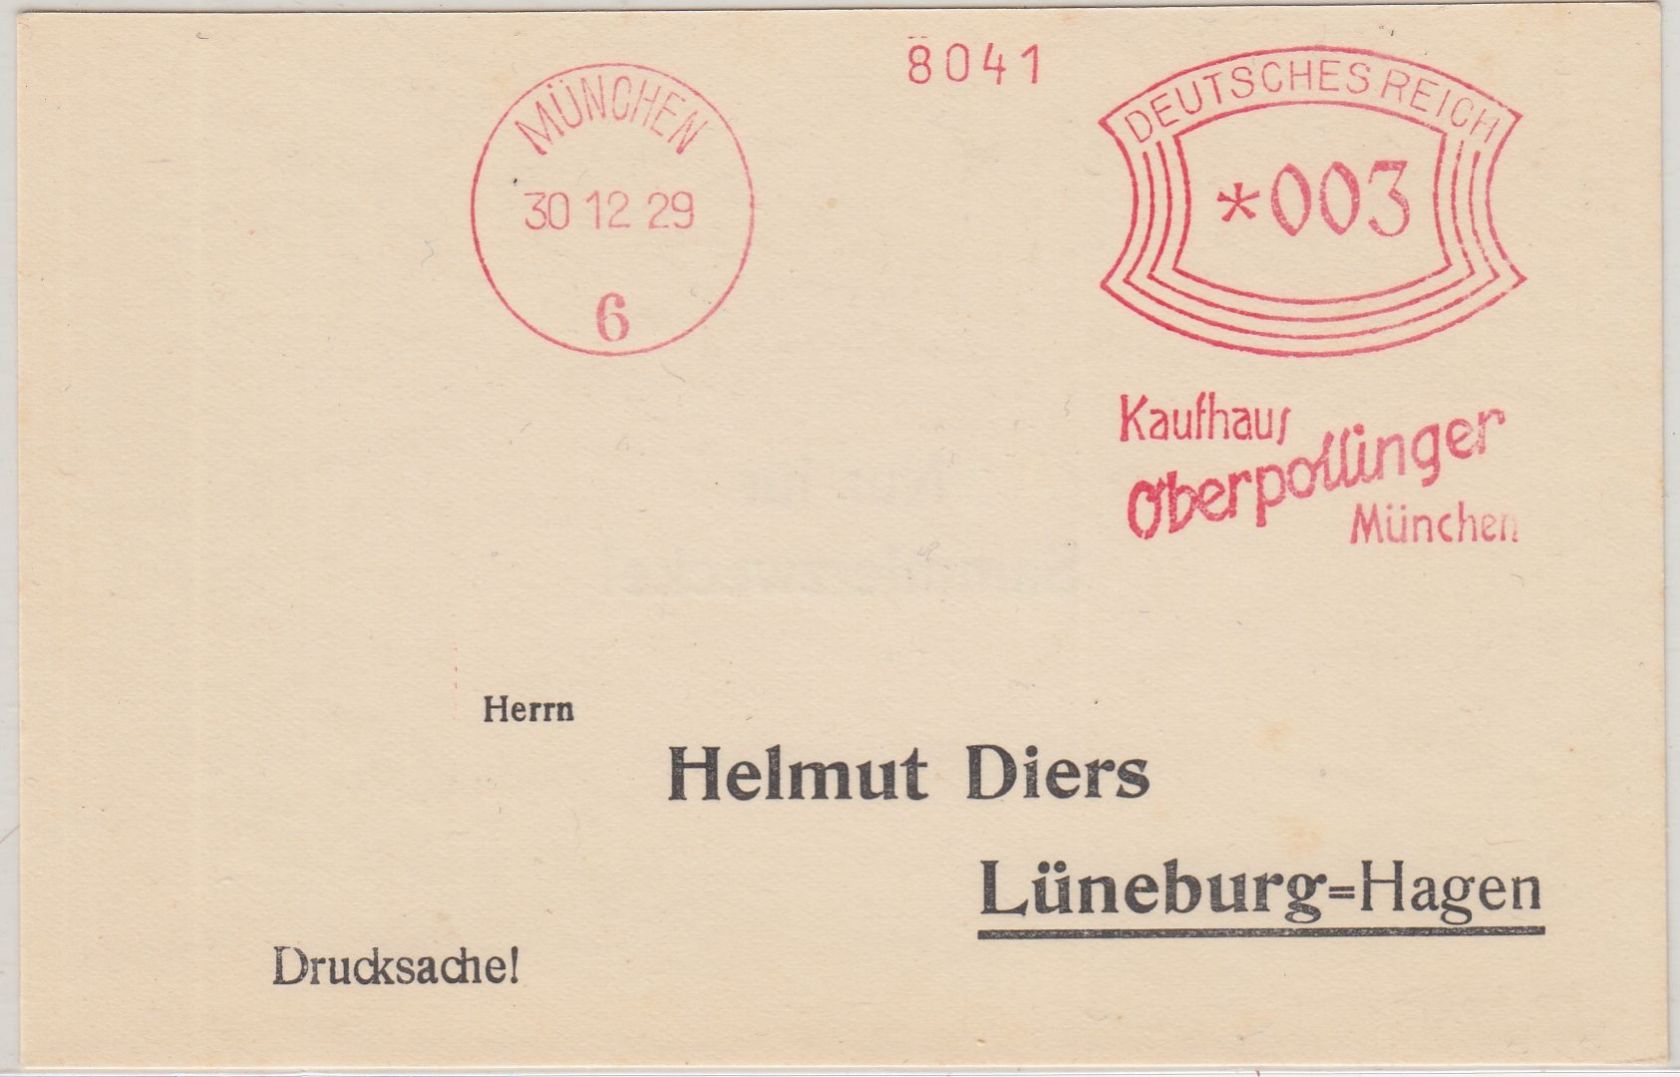 8041
MÜNCHEN
30 12 29
6
DEUTSCHES REICH
*003
Kaufhaus
Oberpollinger
München
Herrn
Helmut Diers
Lüneburg=Hagen
Drucksache!